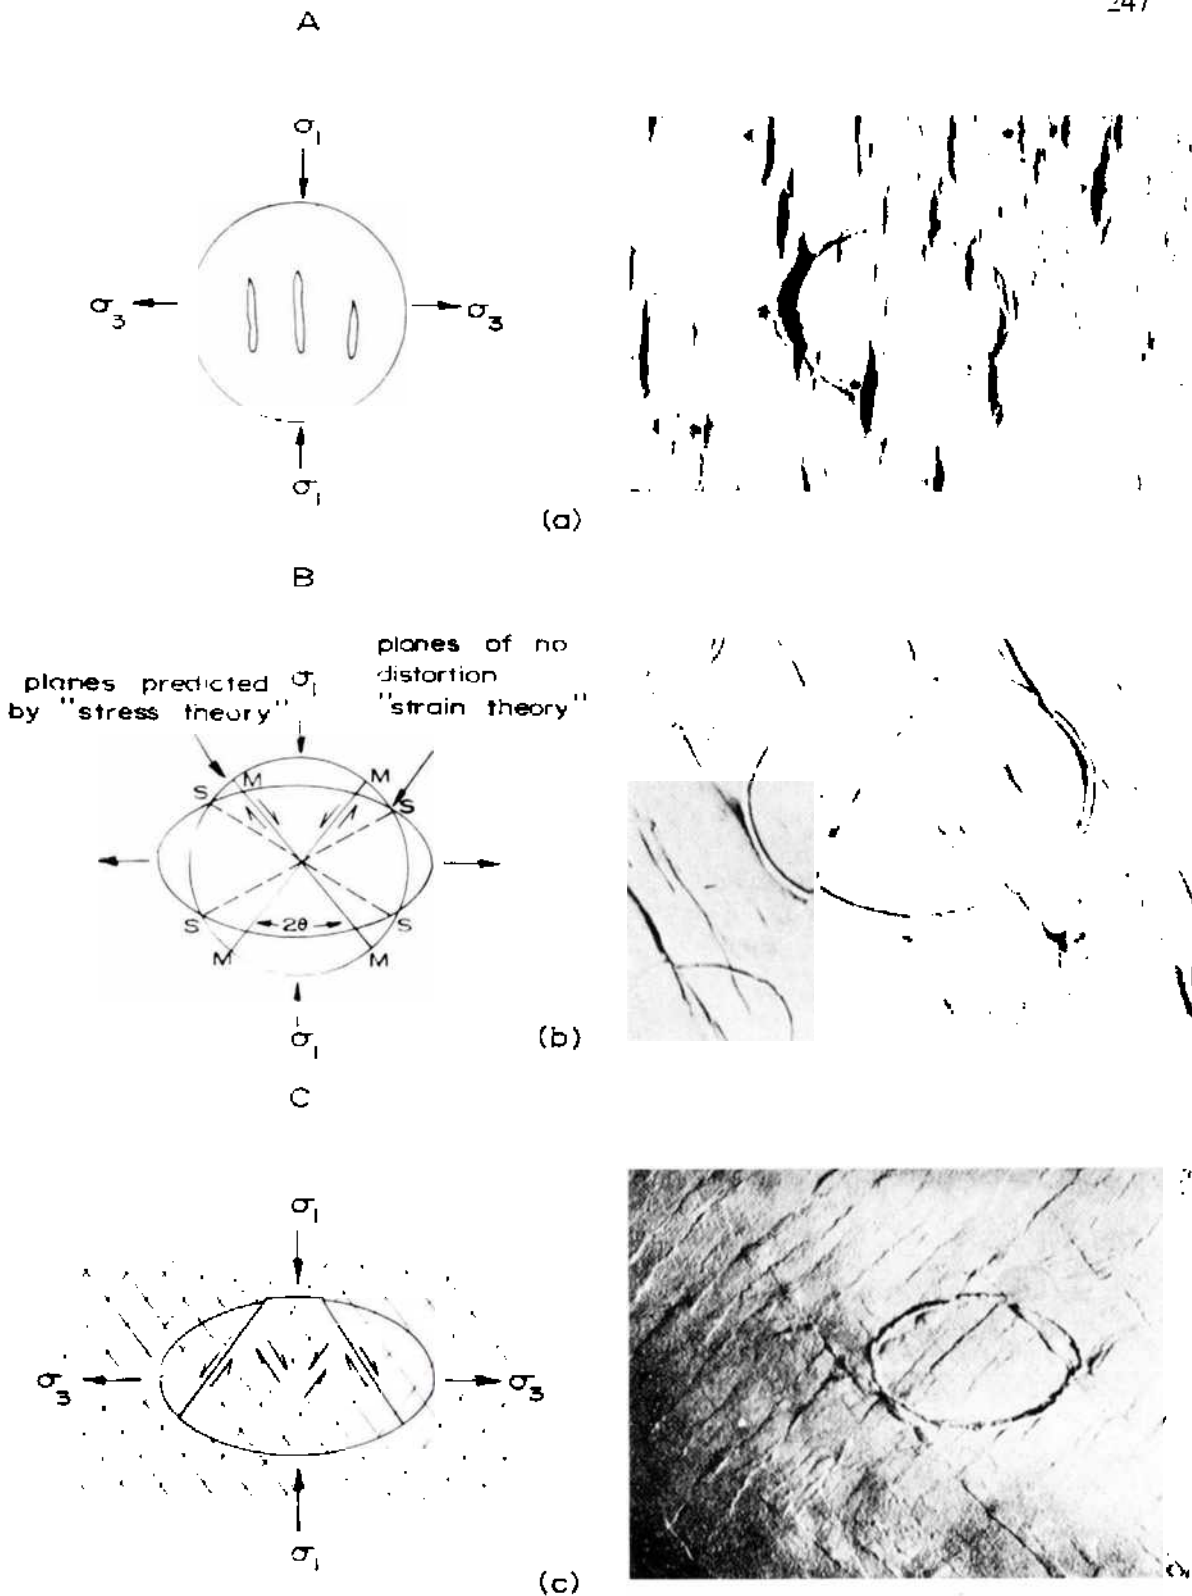 247
A
σ1
σ3
σ3
σ1
(a)
B
planes of no
distortion
"strain theory"
planes predicted
by "stress theory"
σ1
M
M
S
S
S
S
2θ
M
M
σ1
(b)
C
σ1
σ3
σ3
σ1
(c)